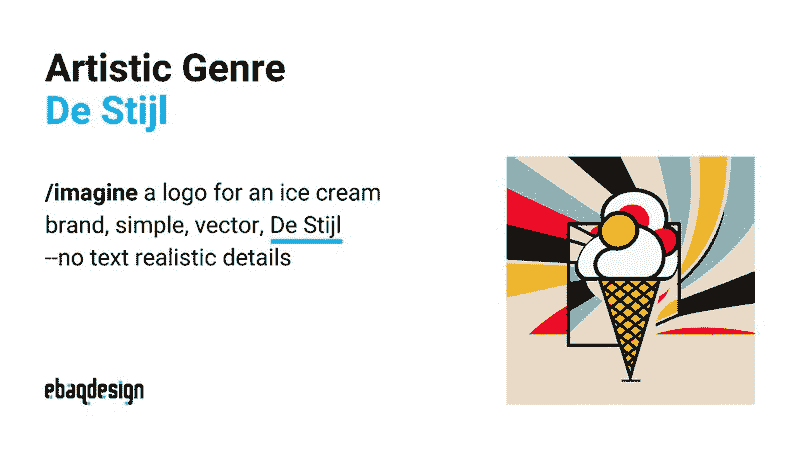 Artistic Genre
De Stijl
/imagine a logo for an ice cream
brand, simple, vector, De Stijl
--no text realistic details
ebaqdesign